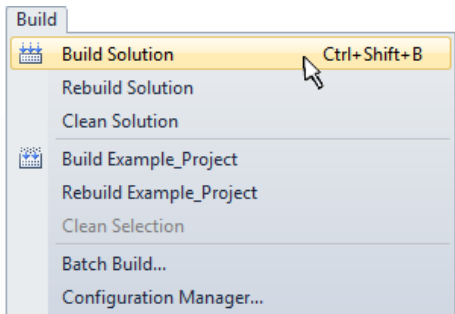 Build
Build Solution Ctrl+Shift+B
Rebuild Solution
Clean Solution
Build Example_Project
Rebuild Example_Project
Clean Selection
Batch Build...
Configuration Manager...